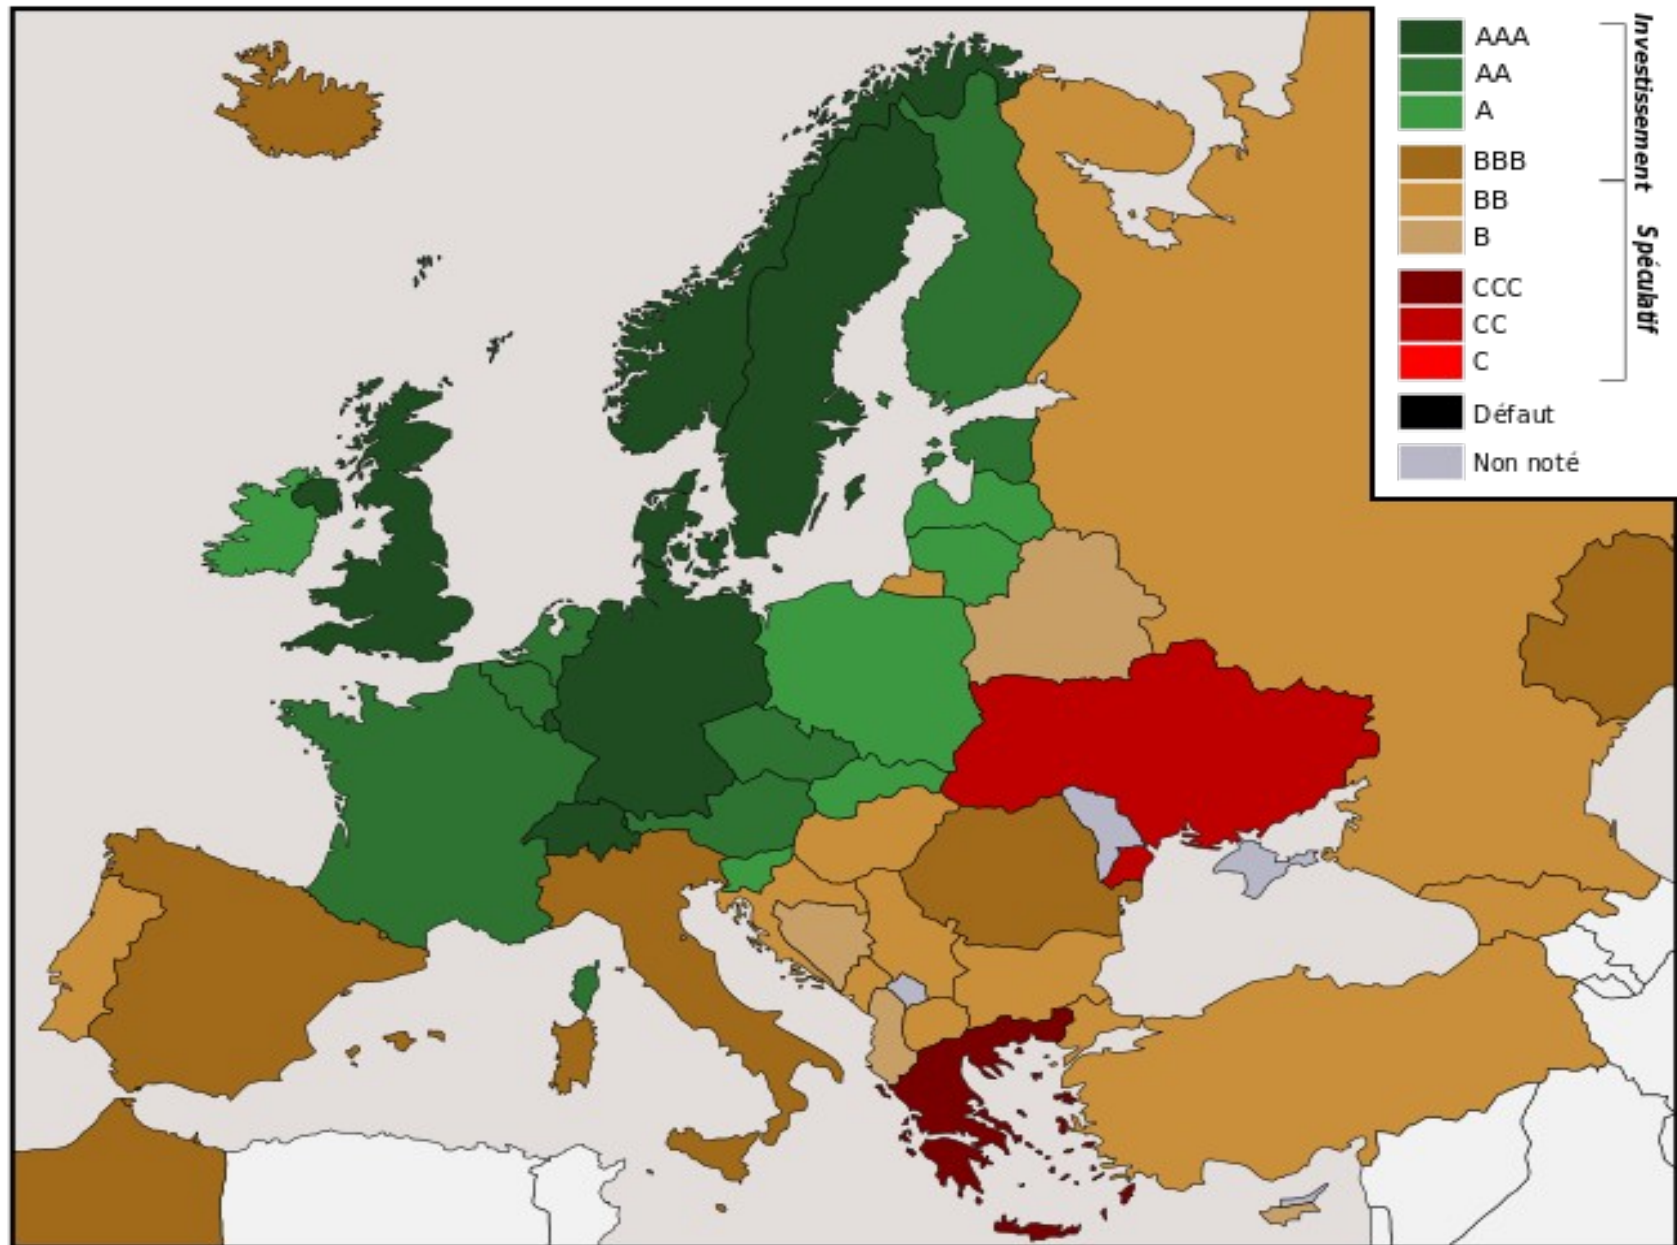 AAA
AA
A
BBB
BB
B
CCC
CC
C
Défaut
Non noté
Investissement
Spéculatif